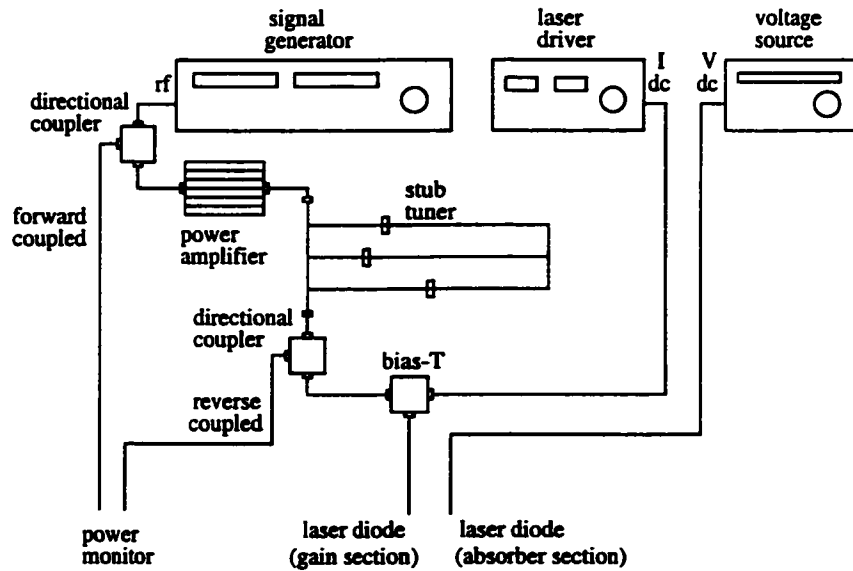 signal
generator
laser
driver
voltage
source
rf
I
dc
V
dc
directional
coupler
forward
coupled
power
amplifier
stub
tuner
directional
coupler
bias-T
reverse
coupled
power
monitor
laser diode
(gain section)
laser diode
(absorber section)